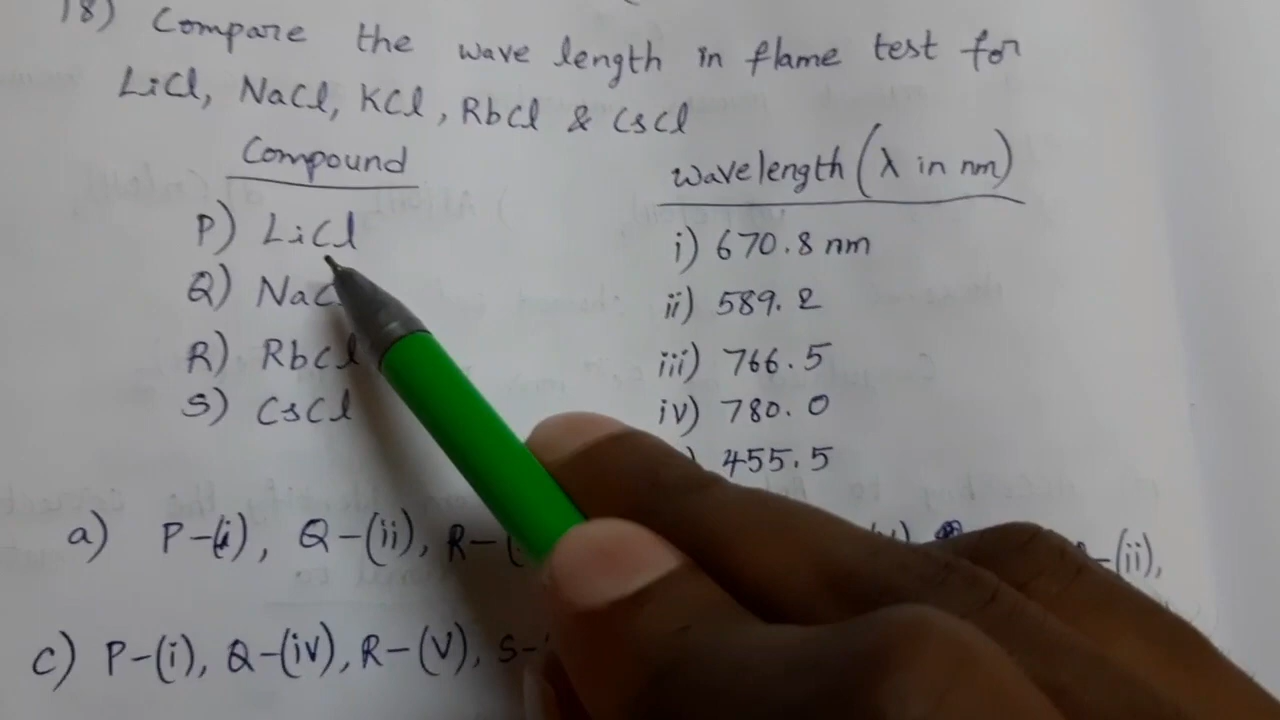 18) Compare the wave length in flame test for
LiCl, NaCl, KCl, RbCl & CsCl
Compound
Wavelength (λ in nm)
P) LiCl
i) 670.8 nm
Q) NaCl
ii) 589.2
R) RbCl
iii) 766.5
S) CsCl
iv) 780.0
) 455.5
a) P-(i), Q-(ii), R-( -(ii),
c) P-(i), Q-(iv), R-(V), S-